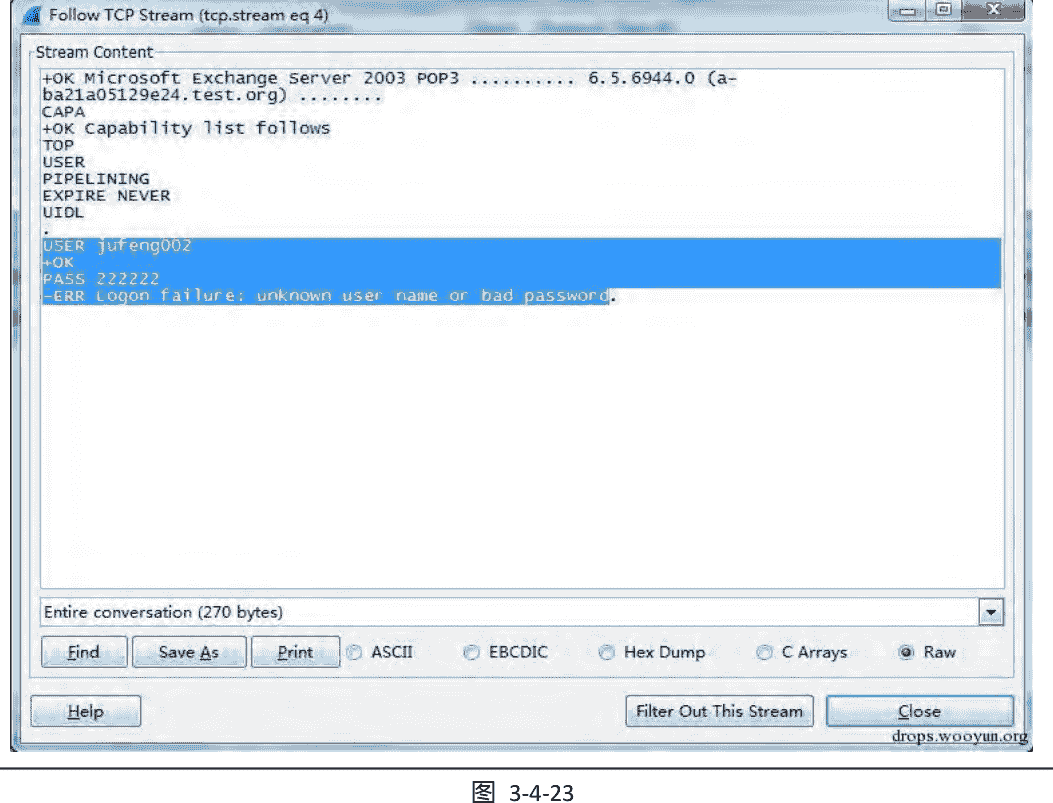 Follow TCP Stream (tcp.stream eq 4)
Stream Content
+OK Microsoft Exchange Server 2003 POP3 .......... 6.5.6944.0 (a-
ba21a05129e24.test.org) ........
CAPA
+OK Capability list follows
TOP
USER
PIPELINING
EXPIRE NEVER
UIDL
.
USER jufeng002
+OK
PASS 222222
-ERR Logon failure: unknown user name or bad password.
Entire conversation (270 bytes)
Find Save As Print ASCII EBCDIC Hex Dump C Arrays Raw
Help Filter Out This Stream Close
drops.wooyun.org
图 3-4-23